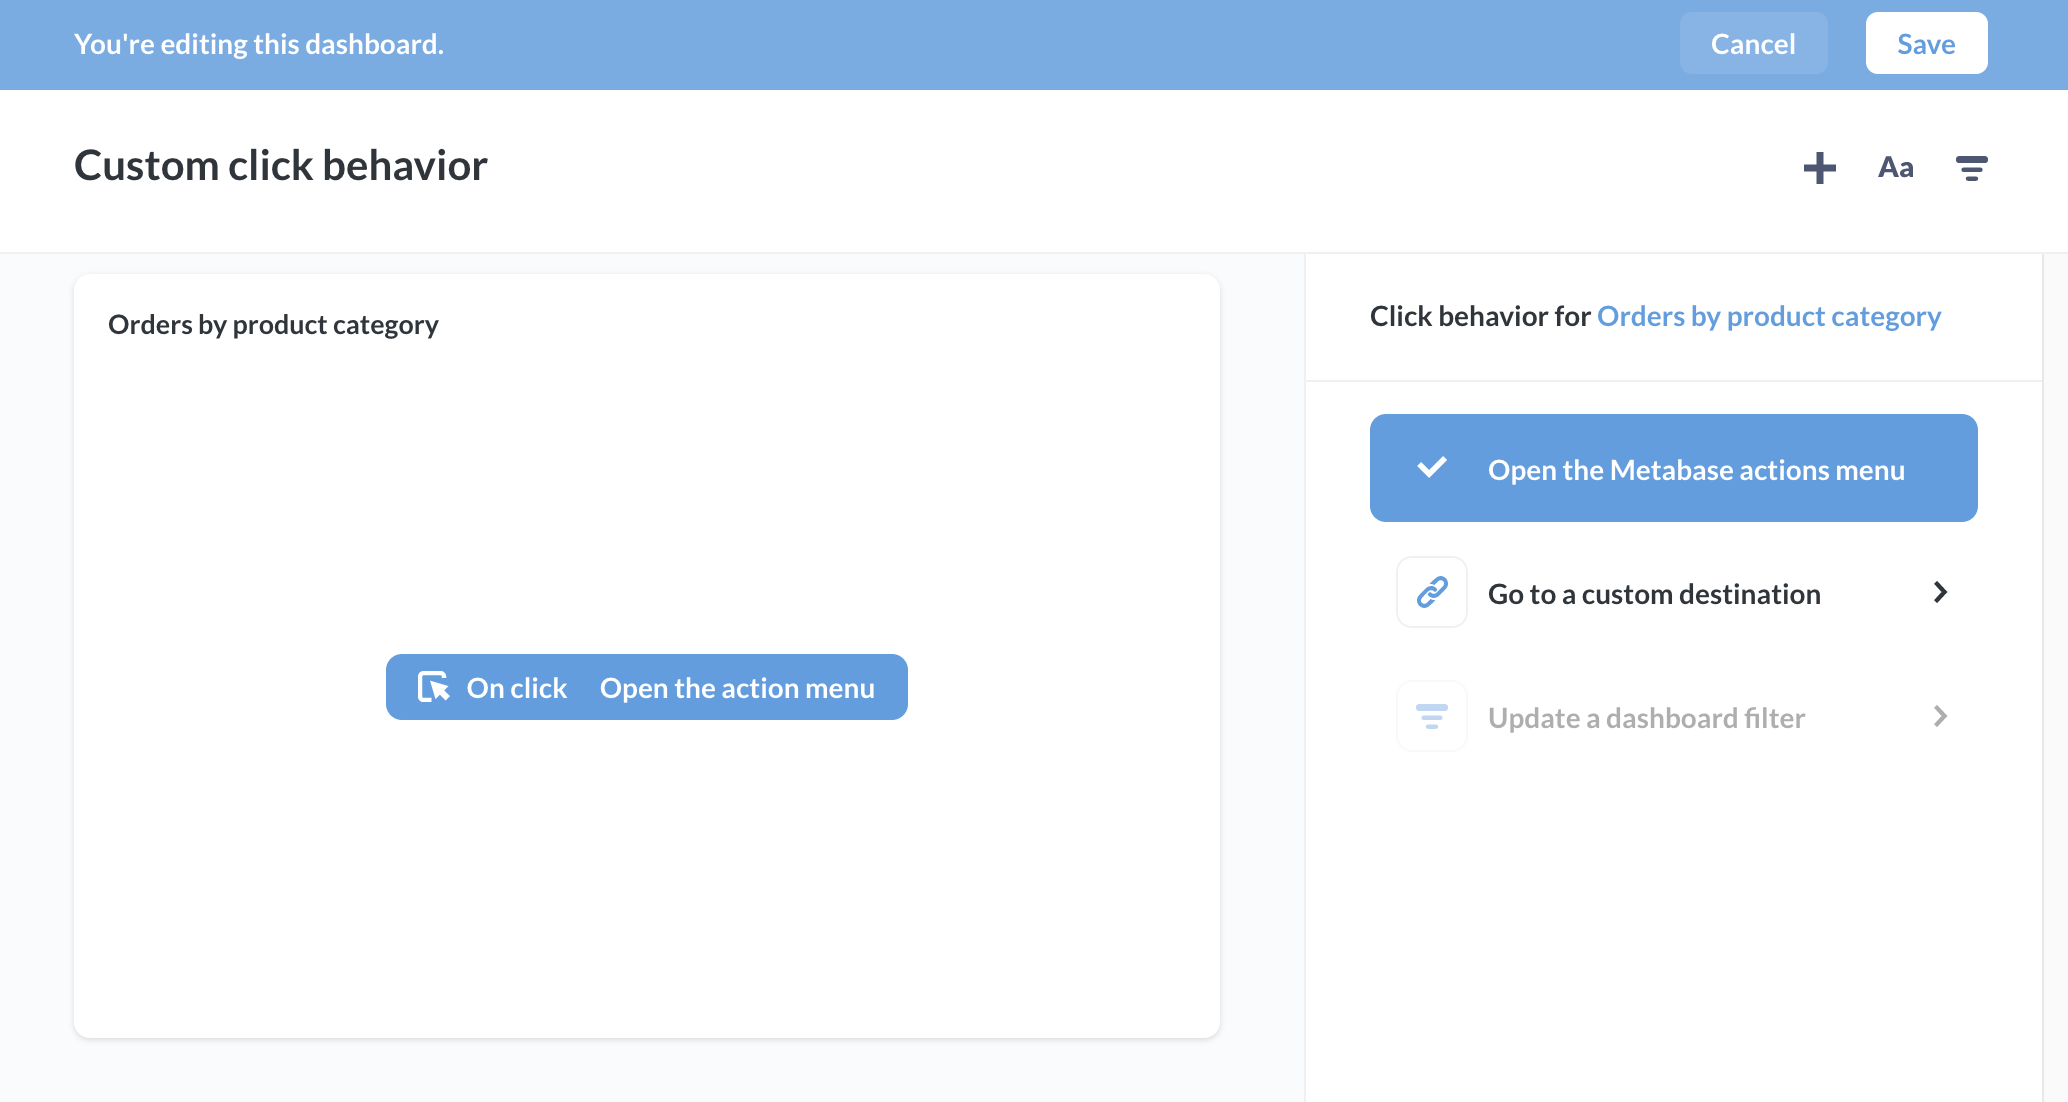 You're editing this dashboard.
Cancel
Save
Custom click behavior
Aa
Orders by product category
On click Open the action menu
Click behavior for Orders by product category
Open the Metabase actions menu
Go to a custom destination
Update a dashboard filter